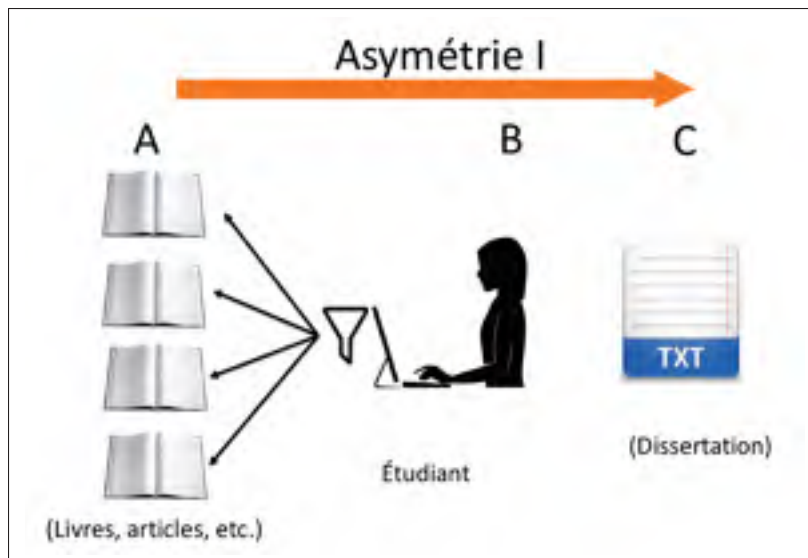 Asymétrie I
A
B
C
TXT
(Dissertation)
Étudiant
(Livres, articles, etc.)